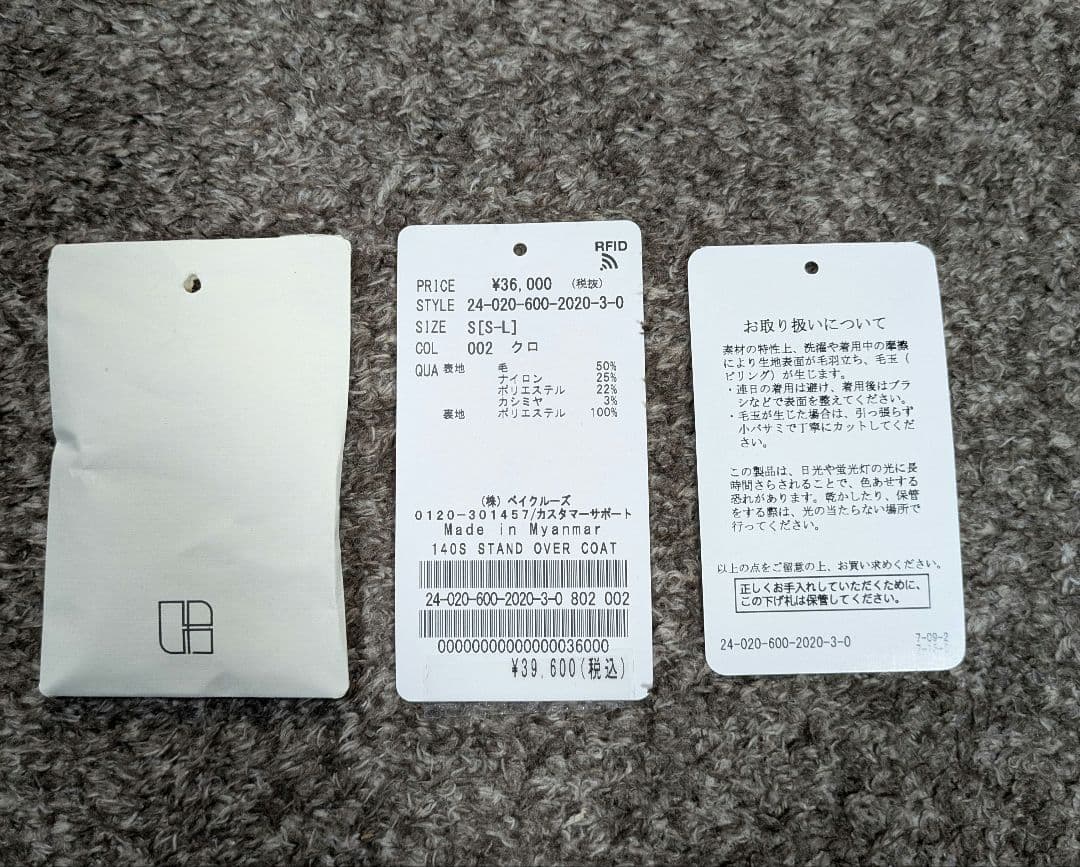 RFID
PRICE ¥36,000 (税抜)
STYLE 24-020-600-2020-3-0
SIZE S[S-L]
COL 002 クロ
QUA 表地 毛 50%
ナイロン 25%
ポリエステル 22%
カシミヤ 3%
裏地 ポリエステル 100%
(株) ベイクルーズ
0120-301457/カスタマーサポート
Made in Myanmar
140S STAND OVER COAT
24-020-600-2020-3-0 802 002
00000000000000036000
¥39,600(税込)
お取り扱いについて
素材の特性上、洗濯や着用中の摩擦
により生地表面が毛羽立ち、毛玉(
ピリング)が生じます。
・連日の着用は避け、着用後はブラ
シなどで表面を整えてください。
・毛玉が生じた場合は、引っ張らず
小バサミで丁寧にカットしてくだ
さい。
この製品は、日光や蛍光灯の光に長
時間さらされることで、色あせする
恐れがあります。乾かしたり、保管
をする際は、光の当たらない場所で
行ってください。
以上の点をご留意の上、お買い求めください。
正しくお手入れしていただくために、
この下げ札は保管してください。
24-020-600-2020-3-0
7-09-2